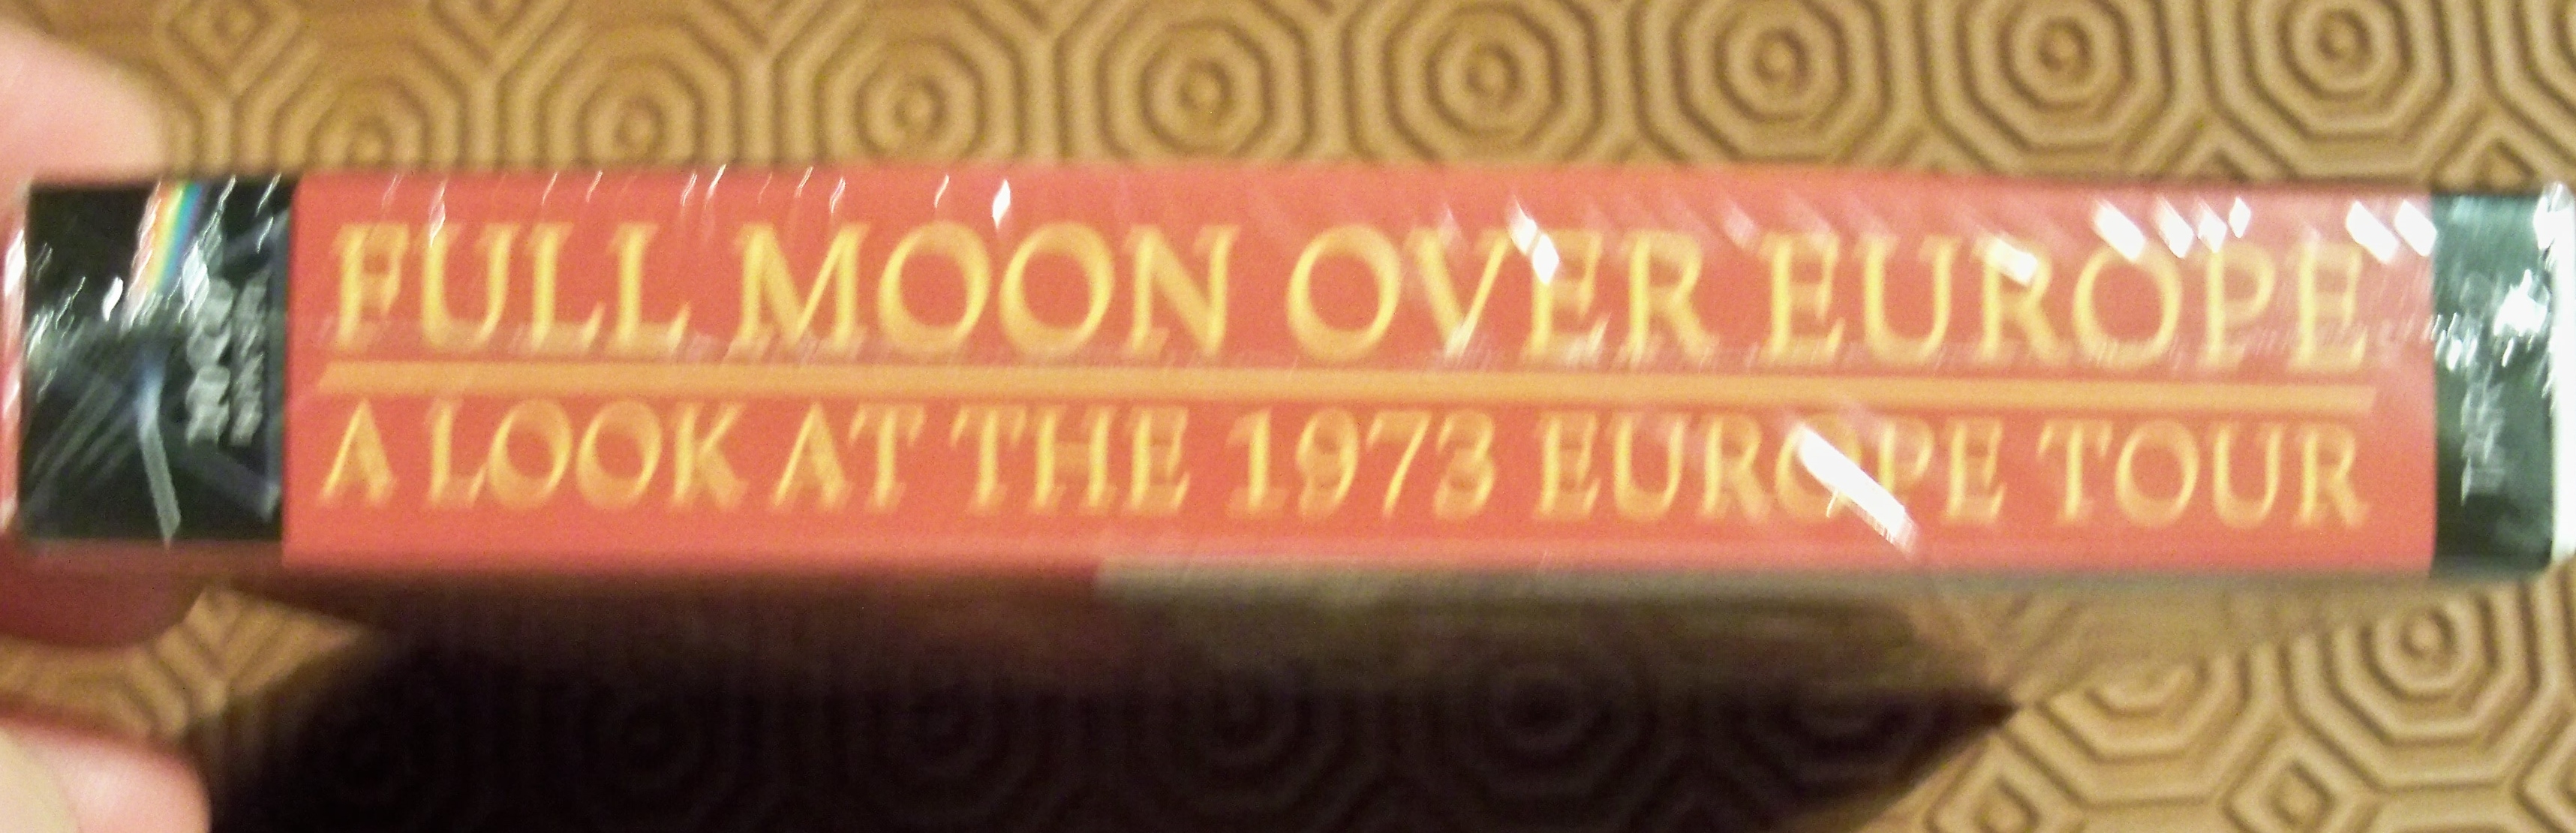 FULL MOON OVER EUROPE
A LOOK AT THE 1973 EUROPE TOUR